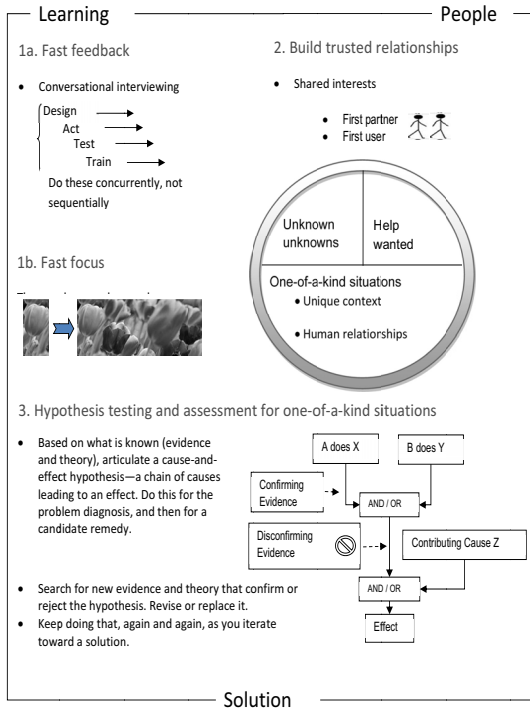 Learning
People
1a. Fast feedback
• Conversational interviewing
Design
Act
Test
Train
Do these concurrently, not
sequentially
2. Build trusted relationships
• Shared interests
• First partner
• First user
Unknown
unknowns
Help
wanted
One-of-a-kind situations
• Unique context
• Human relationships
1b. Fast focus
3. Hypothesis testing and assessment for one-of-a-kind situations
• Based on what is known (evidence
and theory), articulate a cause-and-
effect hypothesis—a chain of causes
leading to an effect. Do this for the
problem diagnosis, and then for a
candidate remedy.
• Search for new evidence and theory that confirm or
reject the hypothesis. Revise or replace it.
• Keep doing that, again and again, as you iterate
toward a solution.
A does X
B does Y
Confirming
Evidence
AND / OR
Disconfirming
Evidence
Contributing Cause Z
AND / OR
Effect
Solution